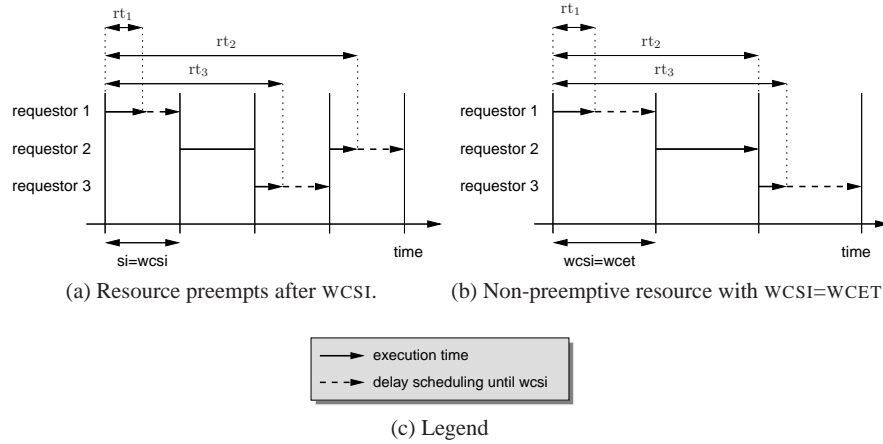 rt₁
rt₂
rt₃
requestor 1
requestor 2
requestor 3
time
si=wcsi
(a) Resource preempts after WCSI.
rt₁
rt₂
rt₃
requestor 1
requestor 2
requestor 3
time
wcsi=wcet
(b) Non-preemptive resource with WCSI=WCET
execution time
delay scheduling until wcsi
(c) Legend